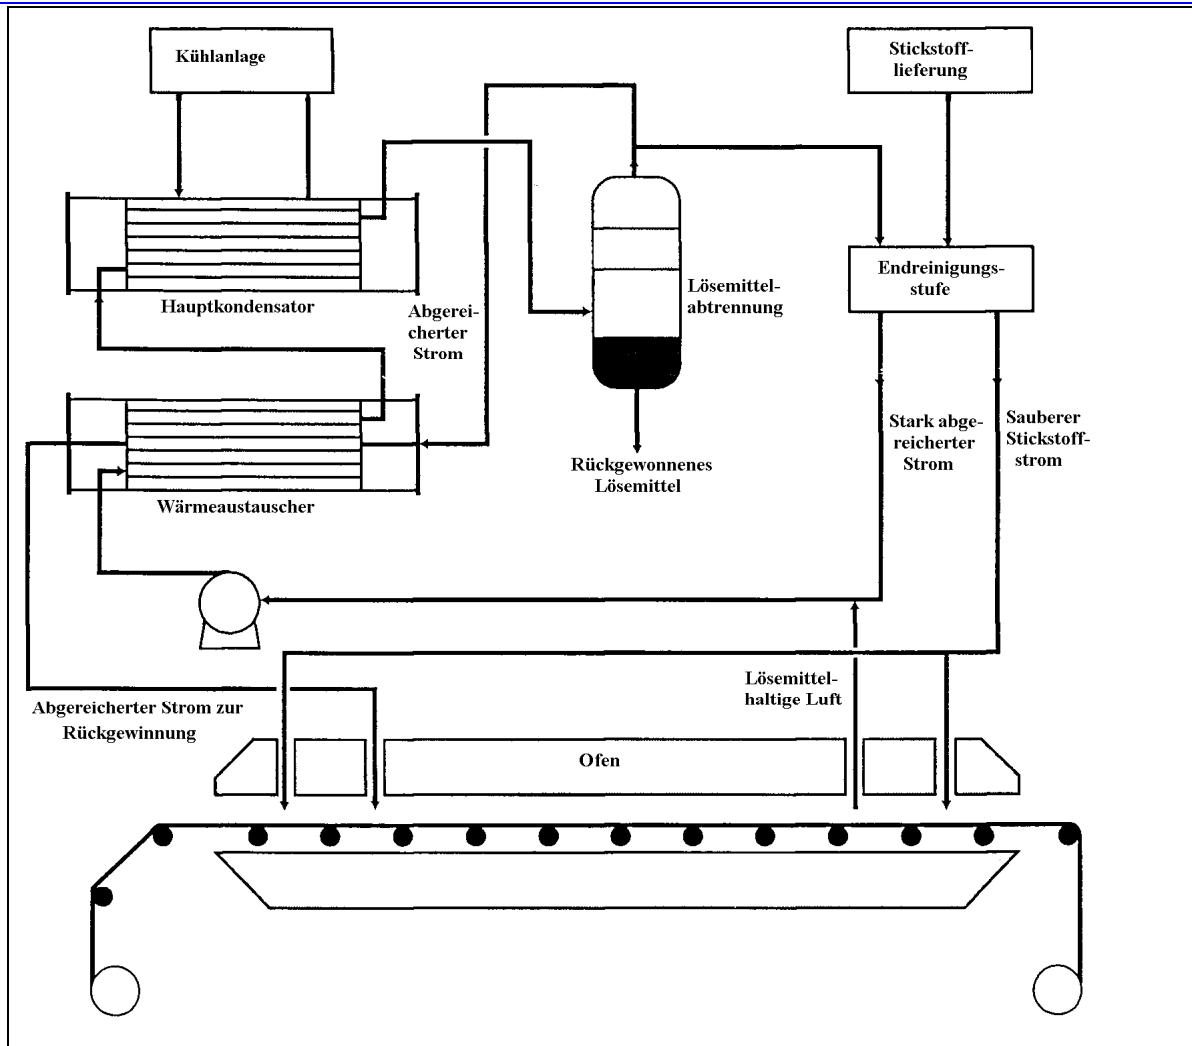 Kühlanlage
Stickstoff-
lieferung
Endreinigungs-
stufe
Lösemittel-
abtrennung
Hauptkondensator
Abgerei-
cherter
Strom
Stark abge-
reicherter
Strom
Sauberer
Stickstoff-
strom
Rückgewonnenes
Lösemittel
Wärmeaustauscher
Lösemittel-
haltige Luft
Abgereicherter Strom zur
Rückgewinnung
Ofen